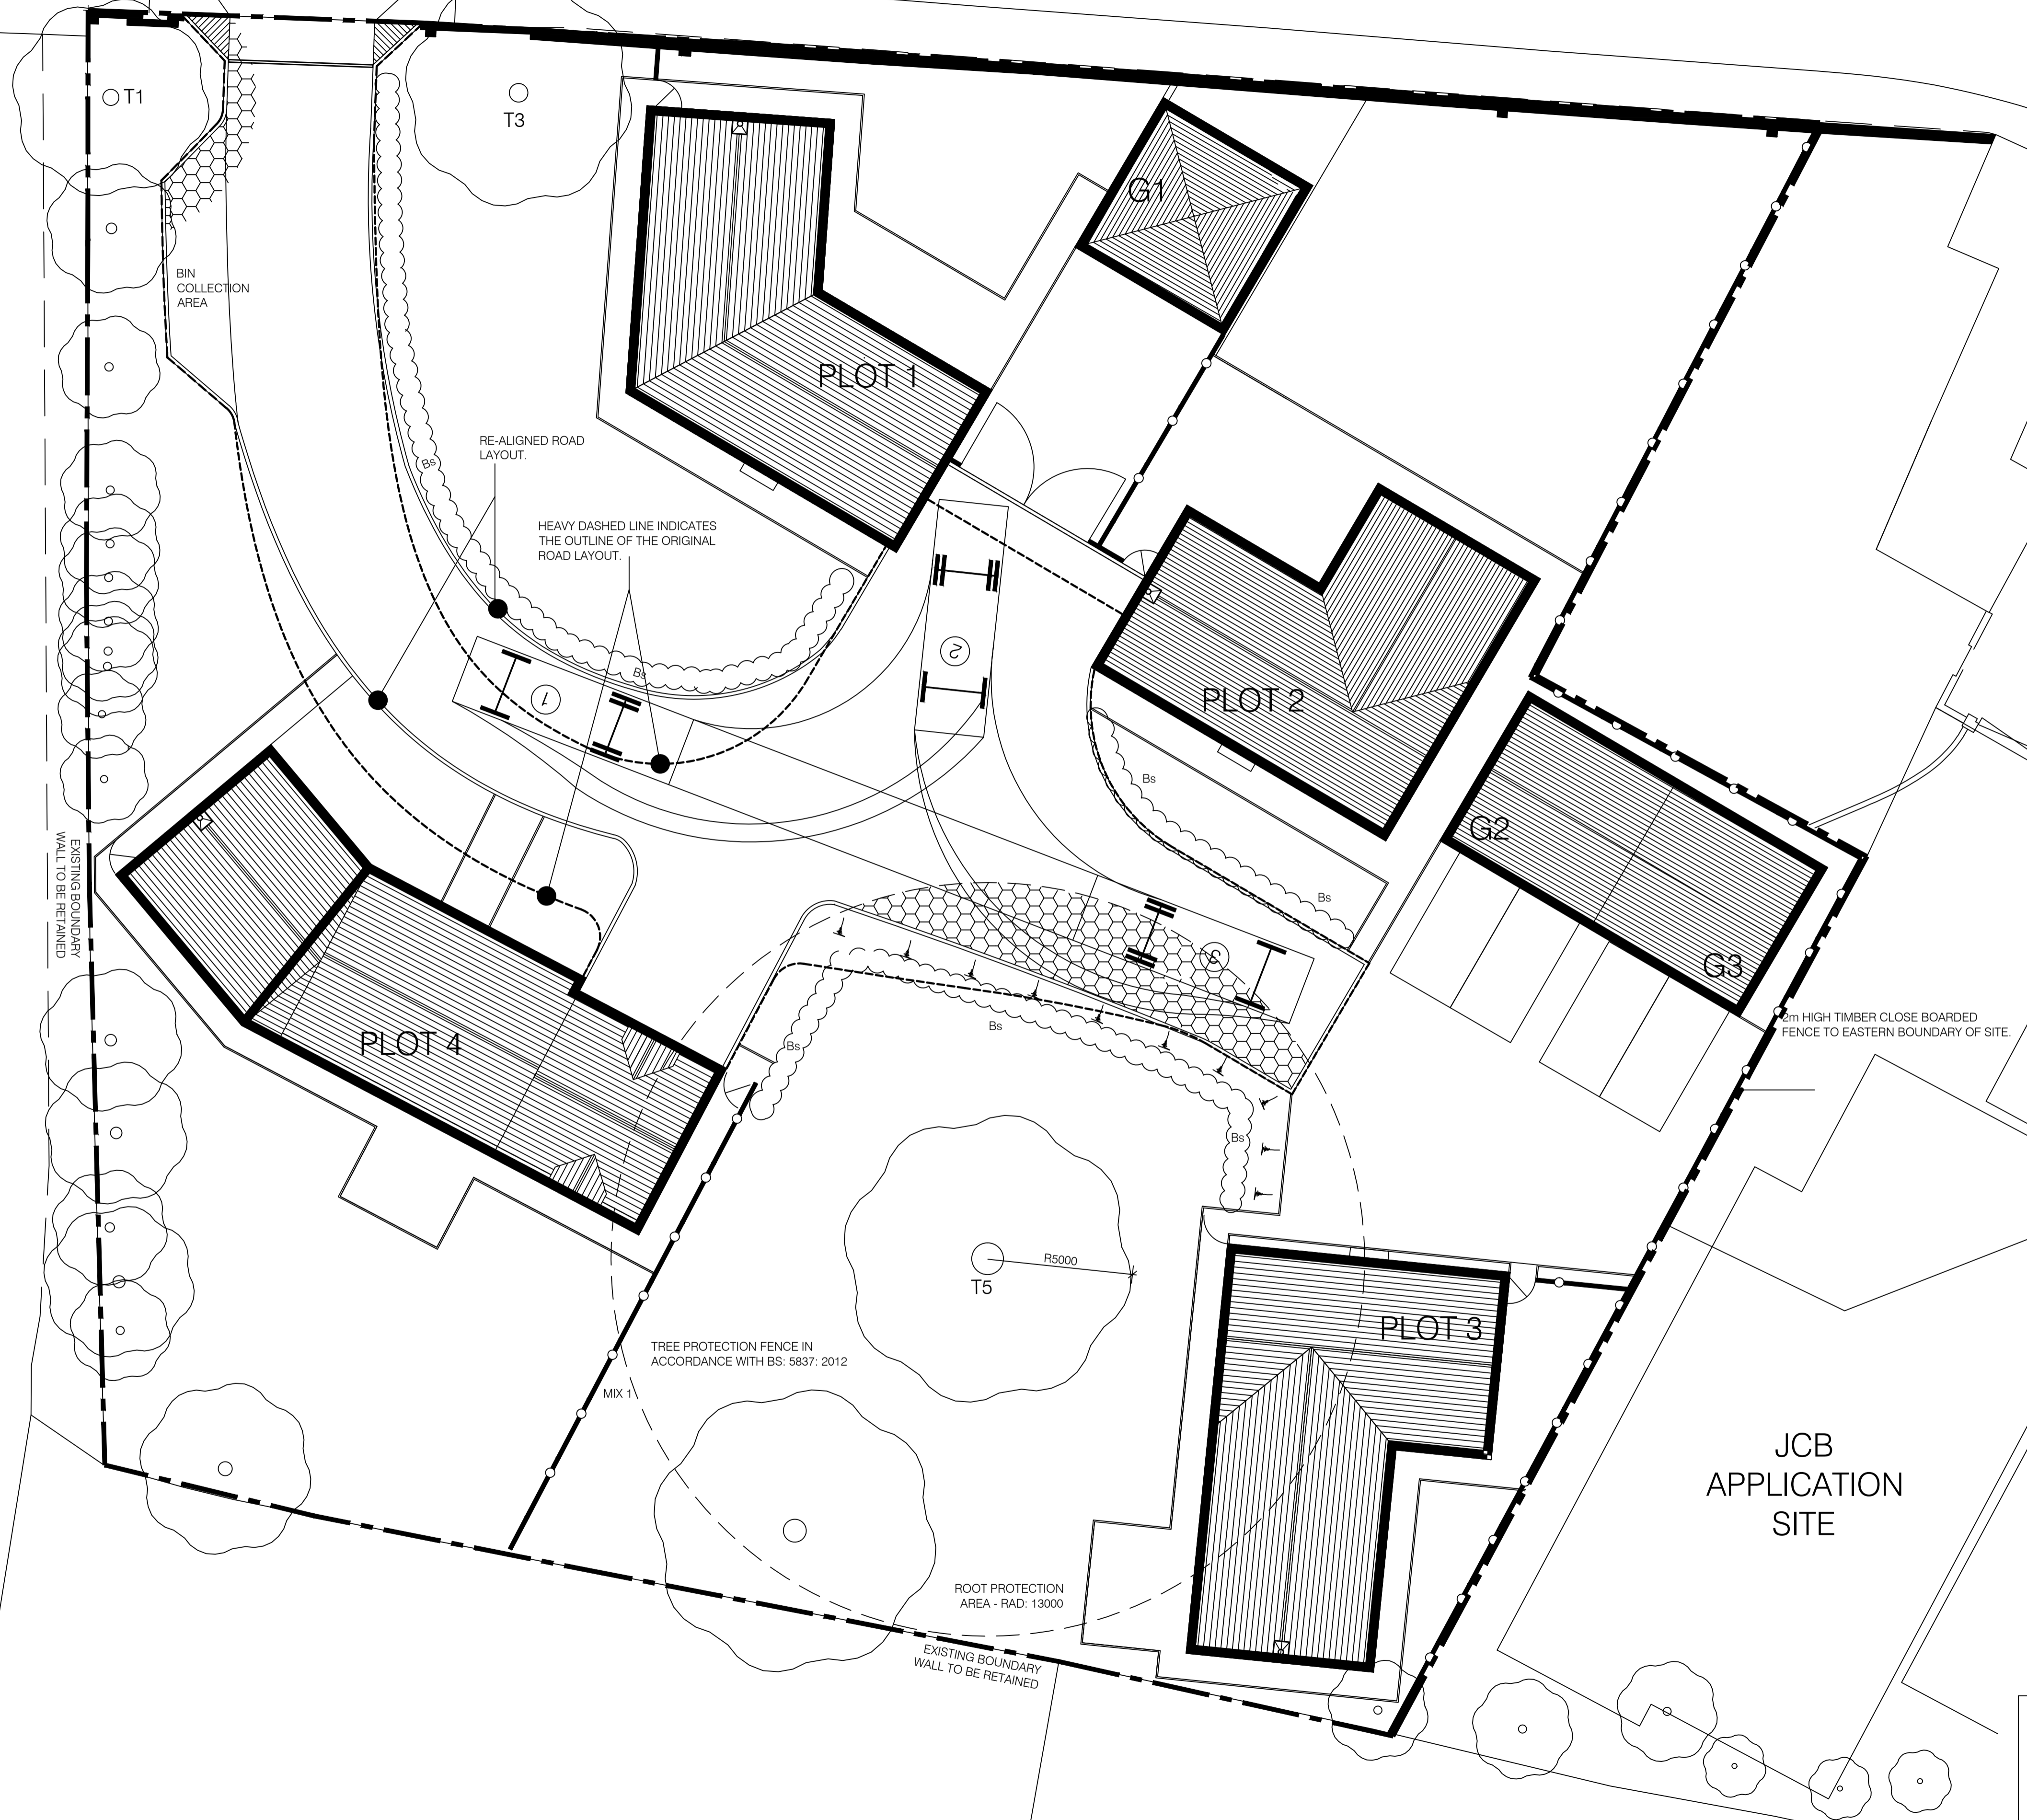 T1
T3
G1
BIN
COLLECTION
AREA
PLOT 1
RE-ALIGNED ROAD
LAYOUT.
Bs
HEAVY DASHED LINE INDICATES
THE OUTLINE OF THE ORIGINAL
ROAD LAYOUT.
2
Bs
1
PLOT 2
Bs
G2
EXISTING BOUNDARY
WALL TO BE RETAINED
Bs
3
G3
2m HIGH TIMBER CLOSE BOARDED
FENCE TO EASTERN BOUNDARY OF SITE.
Bs
PLOT 4
Bs
Bs
R5000
T5
PLOT 3
TREE PROTECTION FENCE IN
ACCORDANCE WITH BS: 5837: 2012
MIX 1
JCB
APPLICATION
SITE
ROOT PROTECTION
AREA - RAD: 13000
EXISTING BOUNDARY
WALL TO BE RETAINED